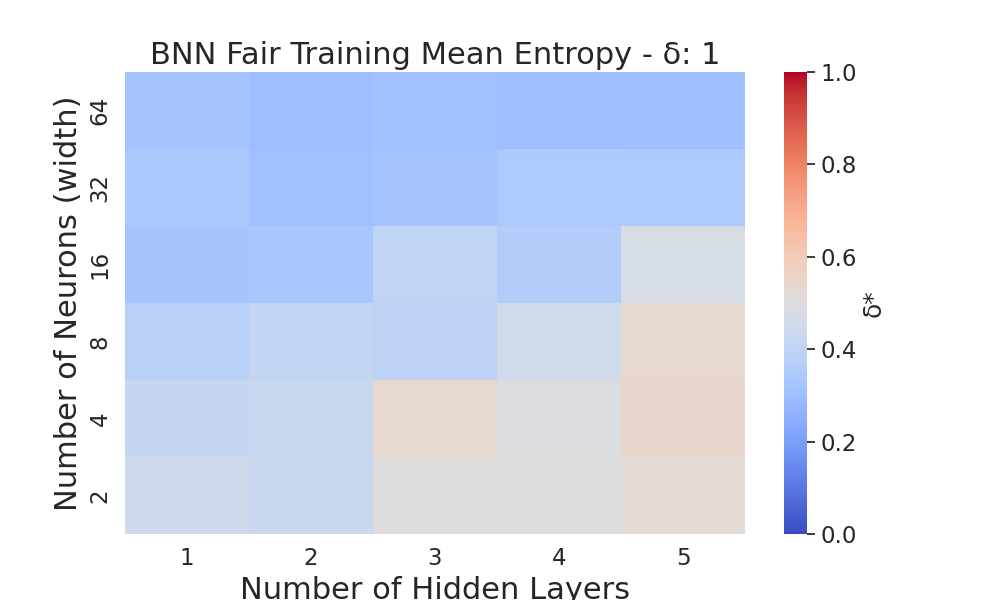 BNN Fair Training Mean Entropy - δ: 1
Number of Neurons (width)
64
32
16
8
4
2
1 2 3 4 5
Number of Hidden Layers
1.0
0.8
0.6
0.4
0.2
0.0
δ*